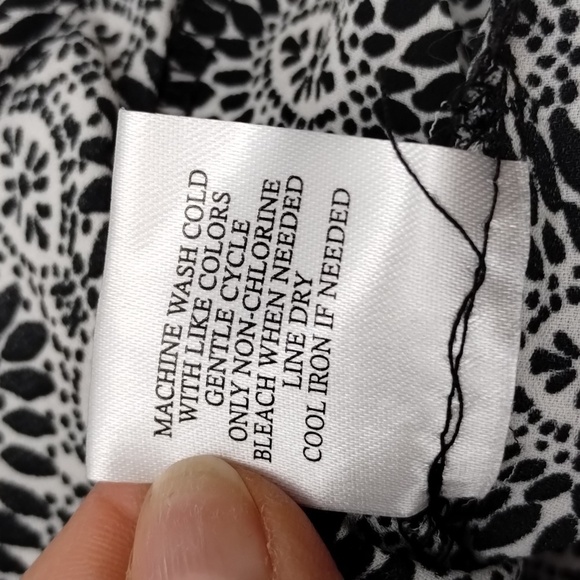 MACHINE WASH COLD
WITH LIKE COLORS
GENTLE CYCLE
ONLY NON-CHLORINE
BLEACH WHEN NEEDED
LINE DRY
COOL IRON IF NEEDED